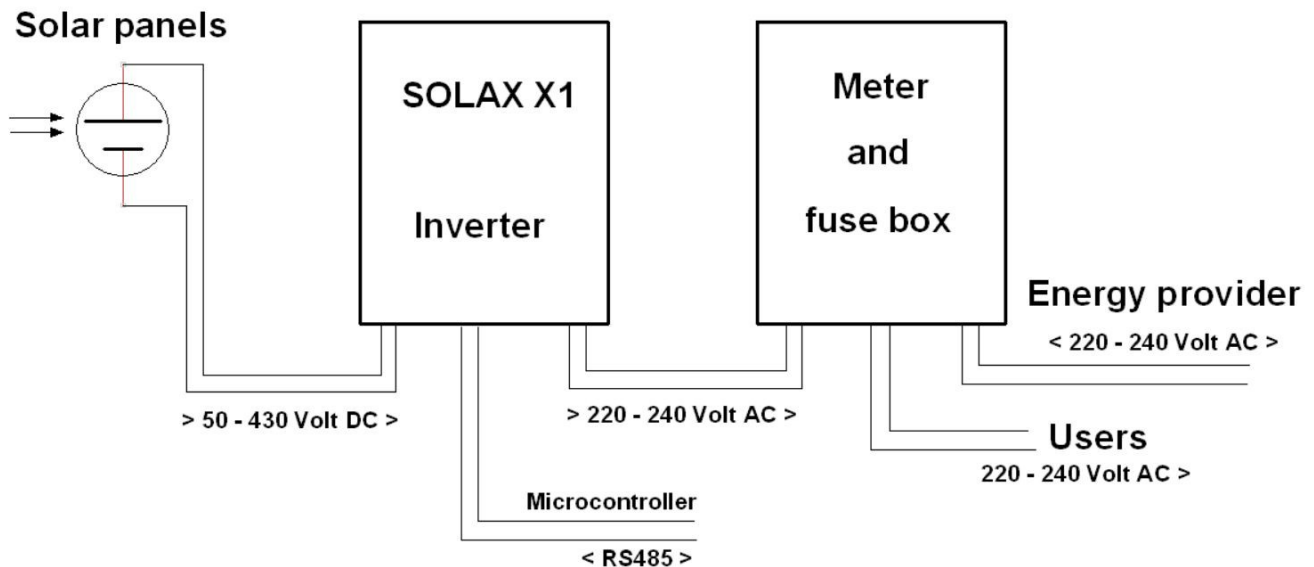 Solar panels
SOLAX X1
Inverter
Meter
and
fuse box
Energy provider
< 220 - 240 Volt AC >
> 50 - 430 Volt DC >
> 220 - 240 Volt AC >
Users
220 - 240 Volt AC >
Microcontroller
< RS485 >